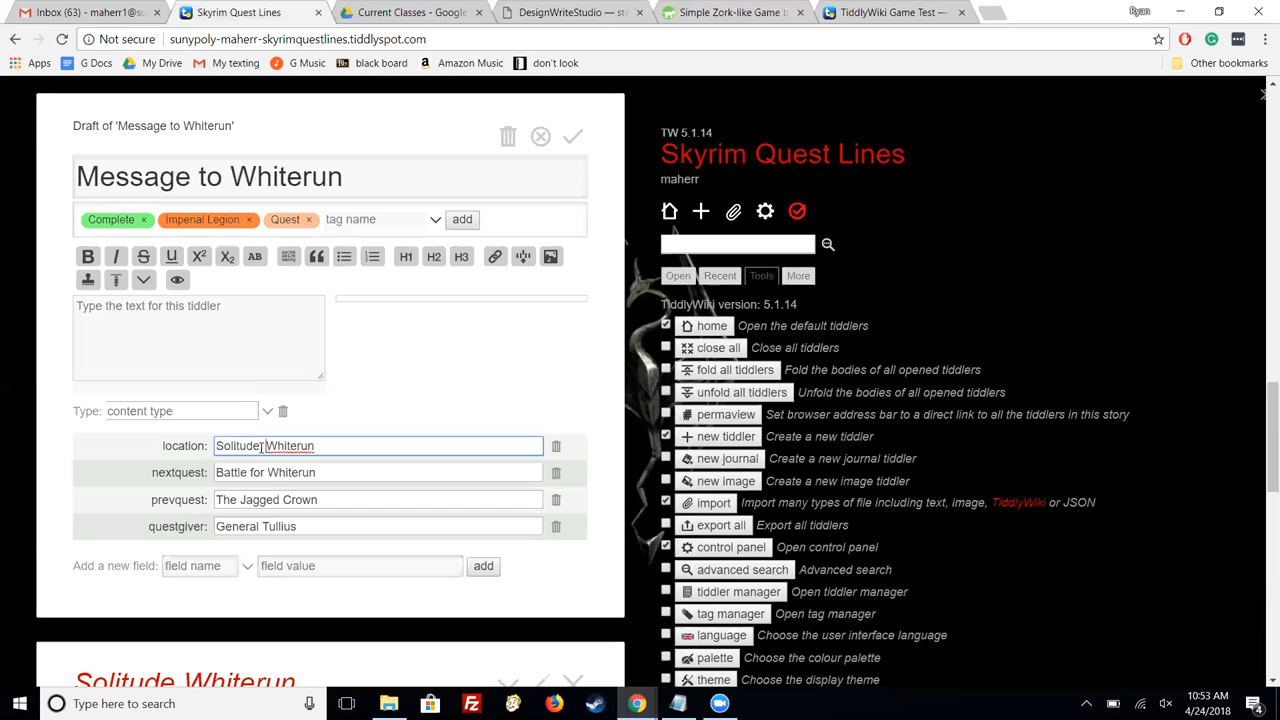 Inbox (3) - maherr1@su
Skyrim Quest Lines
Current Classes - Google
DesignWriteStudio — ste
Simple Zork-like Game b
TiddlyWiki Game Test —
Ryan
Not secure
sunypoly-maherr-skyrimquestlines.tiddlyspot.com
Apps
G Docs
My Drive
My texting
G Music
black board
Amazon Music
don't look
Other bookmarks
Draft of 'Message to Whiterun'
Message to Whiterun
Complete ×
Imperial Legion ×
Quest ×
tag name
add
B I S U X² X₂ AB
H1 H2 H3
Type the text for this tiddler
Type: content type
location: Solitude Whiterun
nextquest: Battle for Whiterun
prevquest: The Jagged Crown
questgiver: General Tullius
Add a new field: field name field value add
Solitude Whiterun
TW 5.1.14
Skyrim Quest Lines
maherr
Open Recent Tools More
TiddlyWiki version: 5.1.14
home Open the default tiddlers
close all Close all tiddlers
fold all tiddlers Fold the bodies of all opened tiddlers
unfold all tiddlers Unfold the bodies of all opened tiddlers
# permaview Set browser address bar to a direct link to all the tiddlers in this story
new tiddler Create a new tiddler
new journal Create a new journal tiddler
new image Create a new image tiddler
import Import many types of file including text, image, TiddlyWiki or JSON
export all Export all tiddlers
control panel Open control panel
advanced search Advanced search
tiddler manager Open tiddler manager
tag manager Open tag manager
language Choose the user interface language
palette Choose the colour palette
theme Choose the display theme
Type here to search
10:53 AM
4/24/2018
4